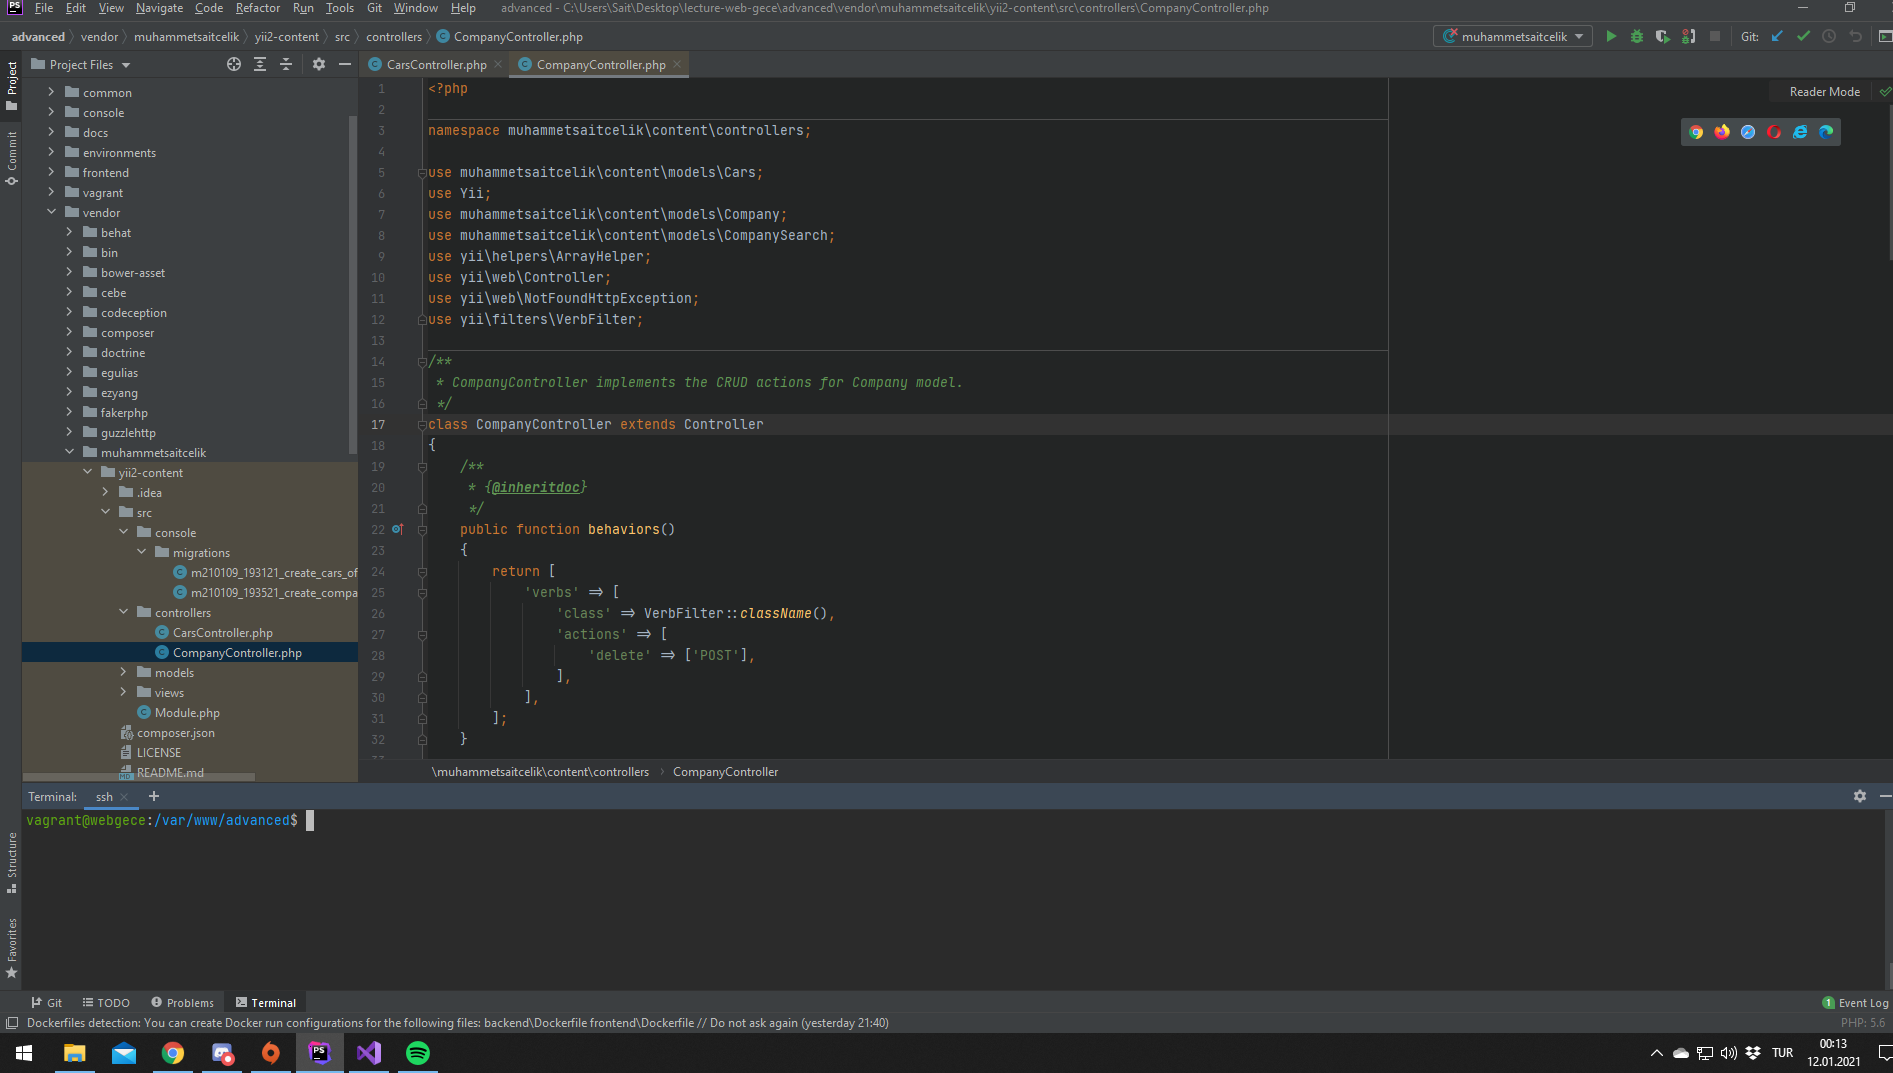 File Edit View Navigate Code Refactor Run Tools Git Window Help advanced - C:\Users\Sait\Desktop\lecture-web-gece\advanced\vendor\muhammetsaitcelik\yii2-content\src\controllers\CompanyController.php
advanced vendor muhammetsaitcelik yii2-content src controllers CompanyController.php muhammetsaitcelik Git:
Project Files
CarsController.php CompanyController.php
Project
Commit
Structure
Favorites
common
console
docs
environments
frontend
vagrant
vendor
behat
bin
bower-asset
cebe
codeception
composer
doctrine
egulias
ezyang
fakerphp
guzzlehttp
muhammetsaitcelik
yii2-content
.idea
src
console
migrations
m210109_193121_create_cars_of
m210109_193521_create_compa
controllers
CarsController.php
CompanyController.php
models
views
Module.php
composer.json
LICENSE
README.md
Reader Mode
1 <?php
2
3 namespace muhammetsaitcelik\content\controllers;
4
5 use muhammetsaitcelik\content\models\Cars;
6 use Yii;
7 use muhammetsaitcelik\content\models\Company;
8 use muhammetsaitcelik\content\models\CompanySearch;
9 use yii\helpers\ArrayHelper;
10 use yii\web\Controller;
11 use yii\web\NotFoundHttpException;
12 use yii\filters\VerbFilter;
13
14 /**
15 * CompanyController implements the CRUD actions for Company model.
16 */
17 class CompanyController extends Controller
18 {
19 /**
20 * {@inheritdoc}
21 */
22 public function behaviors()
23 {
24 return [
25 'verbs' => [
26 'class' => VerbFilter::className(),
27 'actions' => [
28 'delete' => ['POST'],
29 ],
30 ],
31 ];
32 }
\muhammetsaitcelik\content\controllers CompanyController
Terminal: ssh
vagrant@webgece:/var/www/advanced$
Git TODO Problems Terminal 1 Event Log
Dockerfiles detection: You can create Docker run configurations for the following files: backend\Dockerfile frontend\Dockerfile // Do not ask again (yesterday 21:40) PHP: 5.6
PS
TUR
00:13
12.01.2021